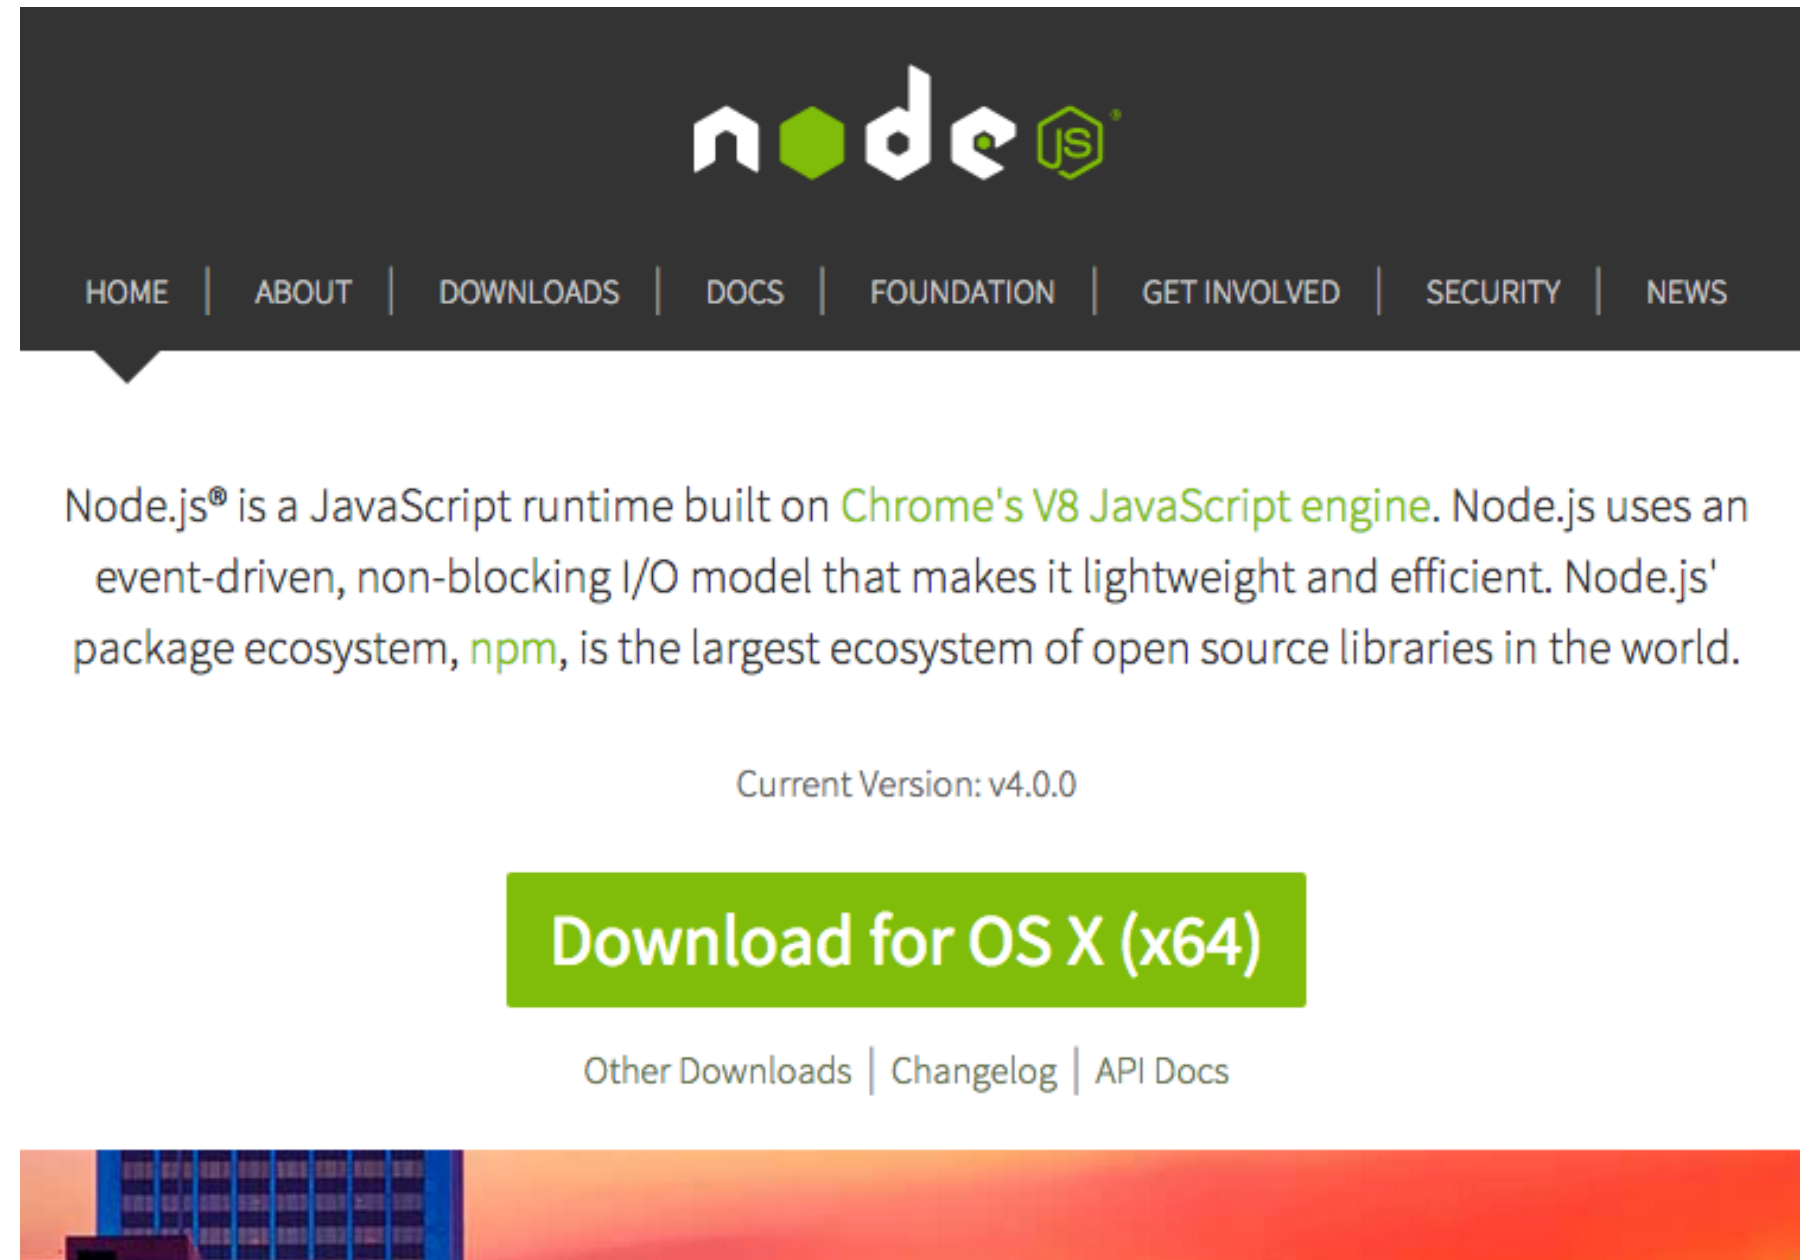 node JS®
HOME | ABOUT | DOWNLOADS | DOCS | FOUNDATION | GET INVOLVED | SECURITY | NEWS
Node.js® is a JavaScript runtime built on Chrome's V8 JavaScript engine. Node.js uses an
event-driven, non-blocking I/O model that makes it lightweight and efficient. Node.js'
package ecosystem, npm, is the largest ecosystem of open source libraries in the world.
Current Version: v4.0.0
Download for OS X (x64)
Other Downloads | Changelog | API Docs